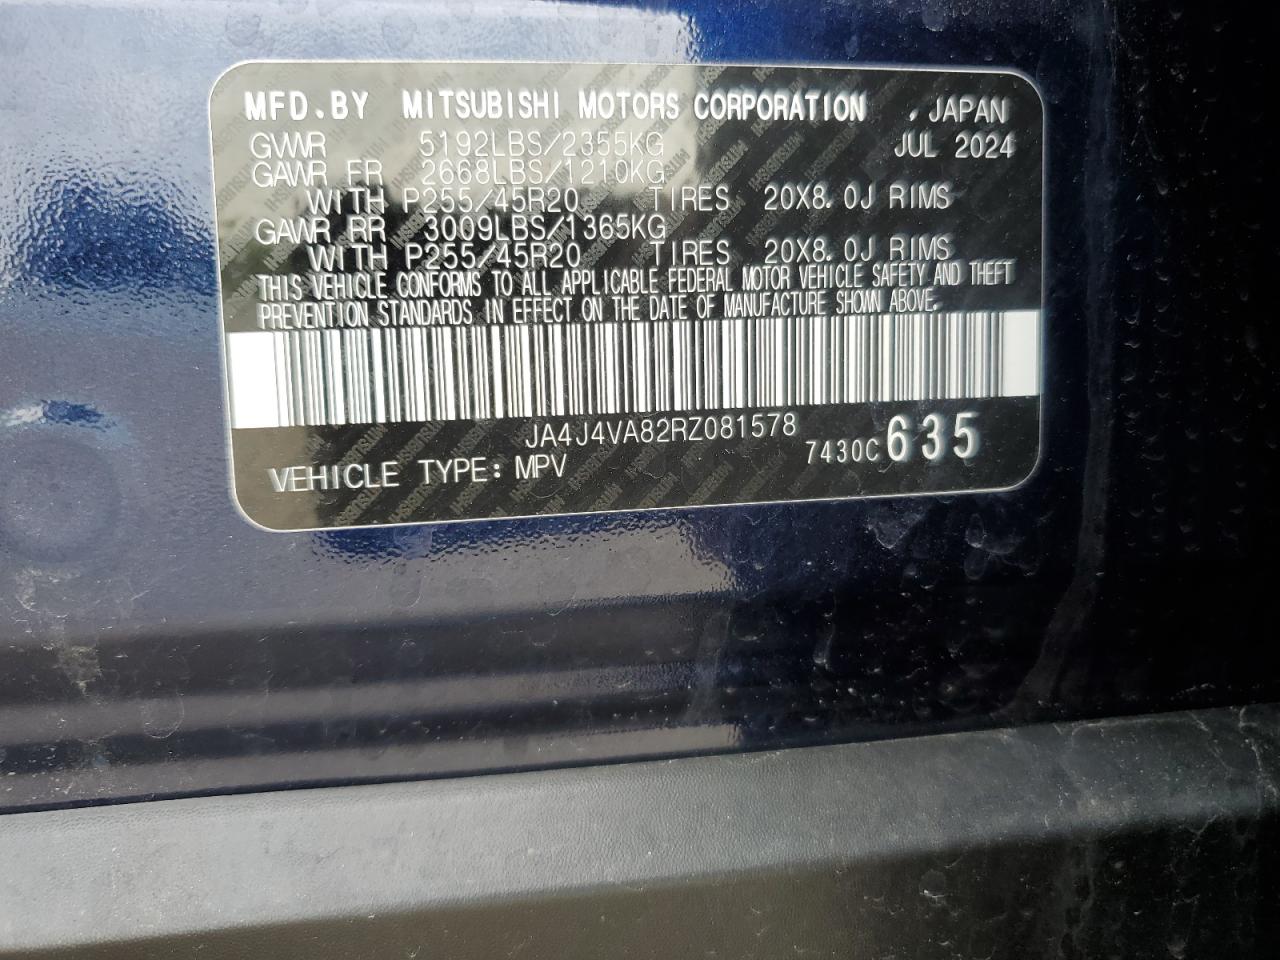 MFD.BY MITSUBISHI MOTORS CORPORATION , JAPAN
GVWR 5192LBS/2355KG JUL 2024
GAWR FR 2668LBS/1210KG
WITH P255/45R20 TIRES 20X8.0J RIMS
GAWR RR 3009LBS/1365KG
WITH P255/45R20 TIRES 20X8.0J RIMS
THIS VEHICLE CONFORMS TO ALL APPLICABLE FEDERAL MOTOR VEHICLE SAFETY AND THEFT
PREVENTION STANDARDS IN EFFECT ON THE DATE OF MANUFACTURE SHOWN ABOVE.
JA4J4VA82RZ081578
7430C 635
VEHICLE TYPE: MPV